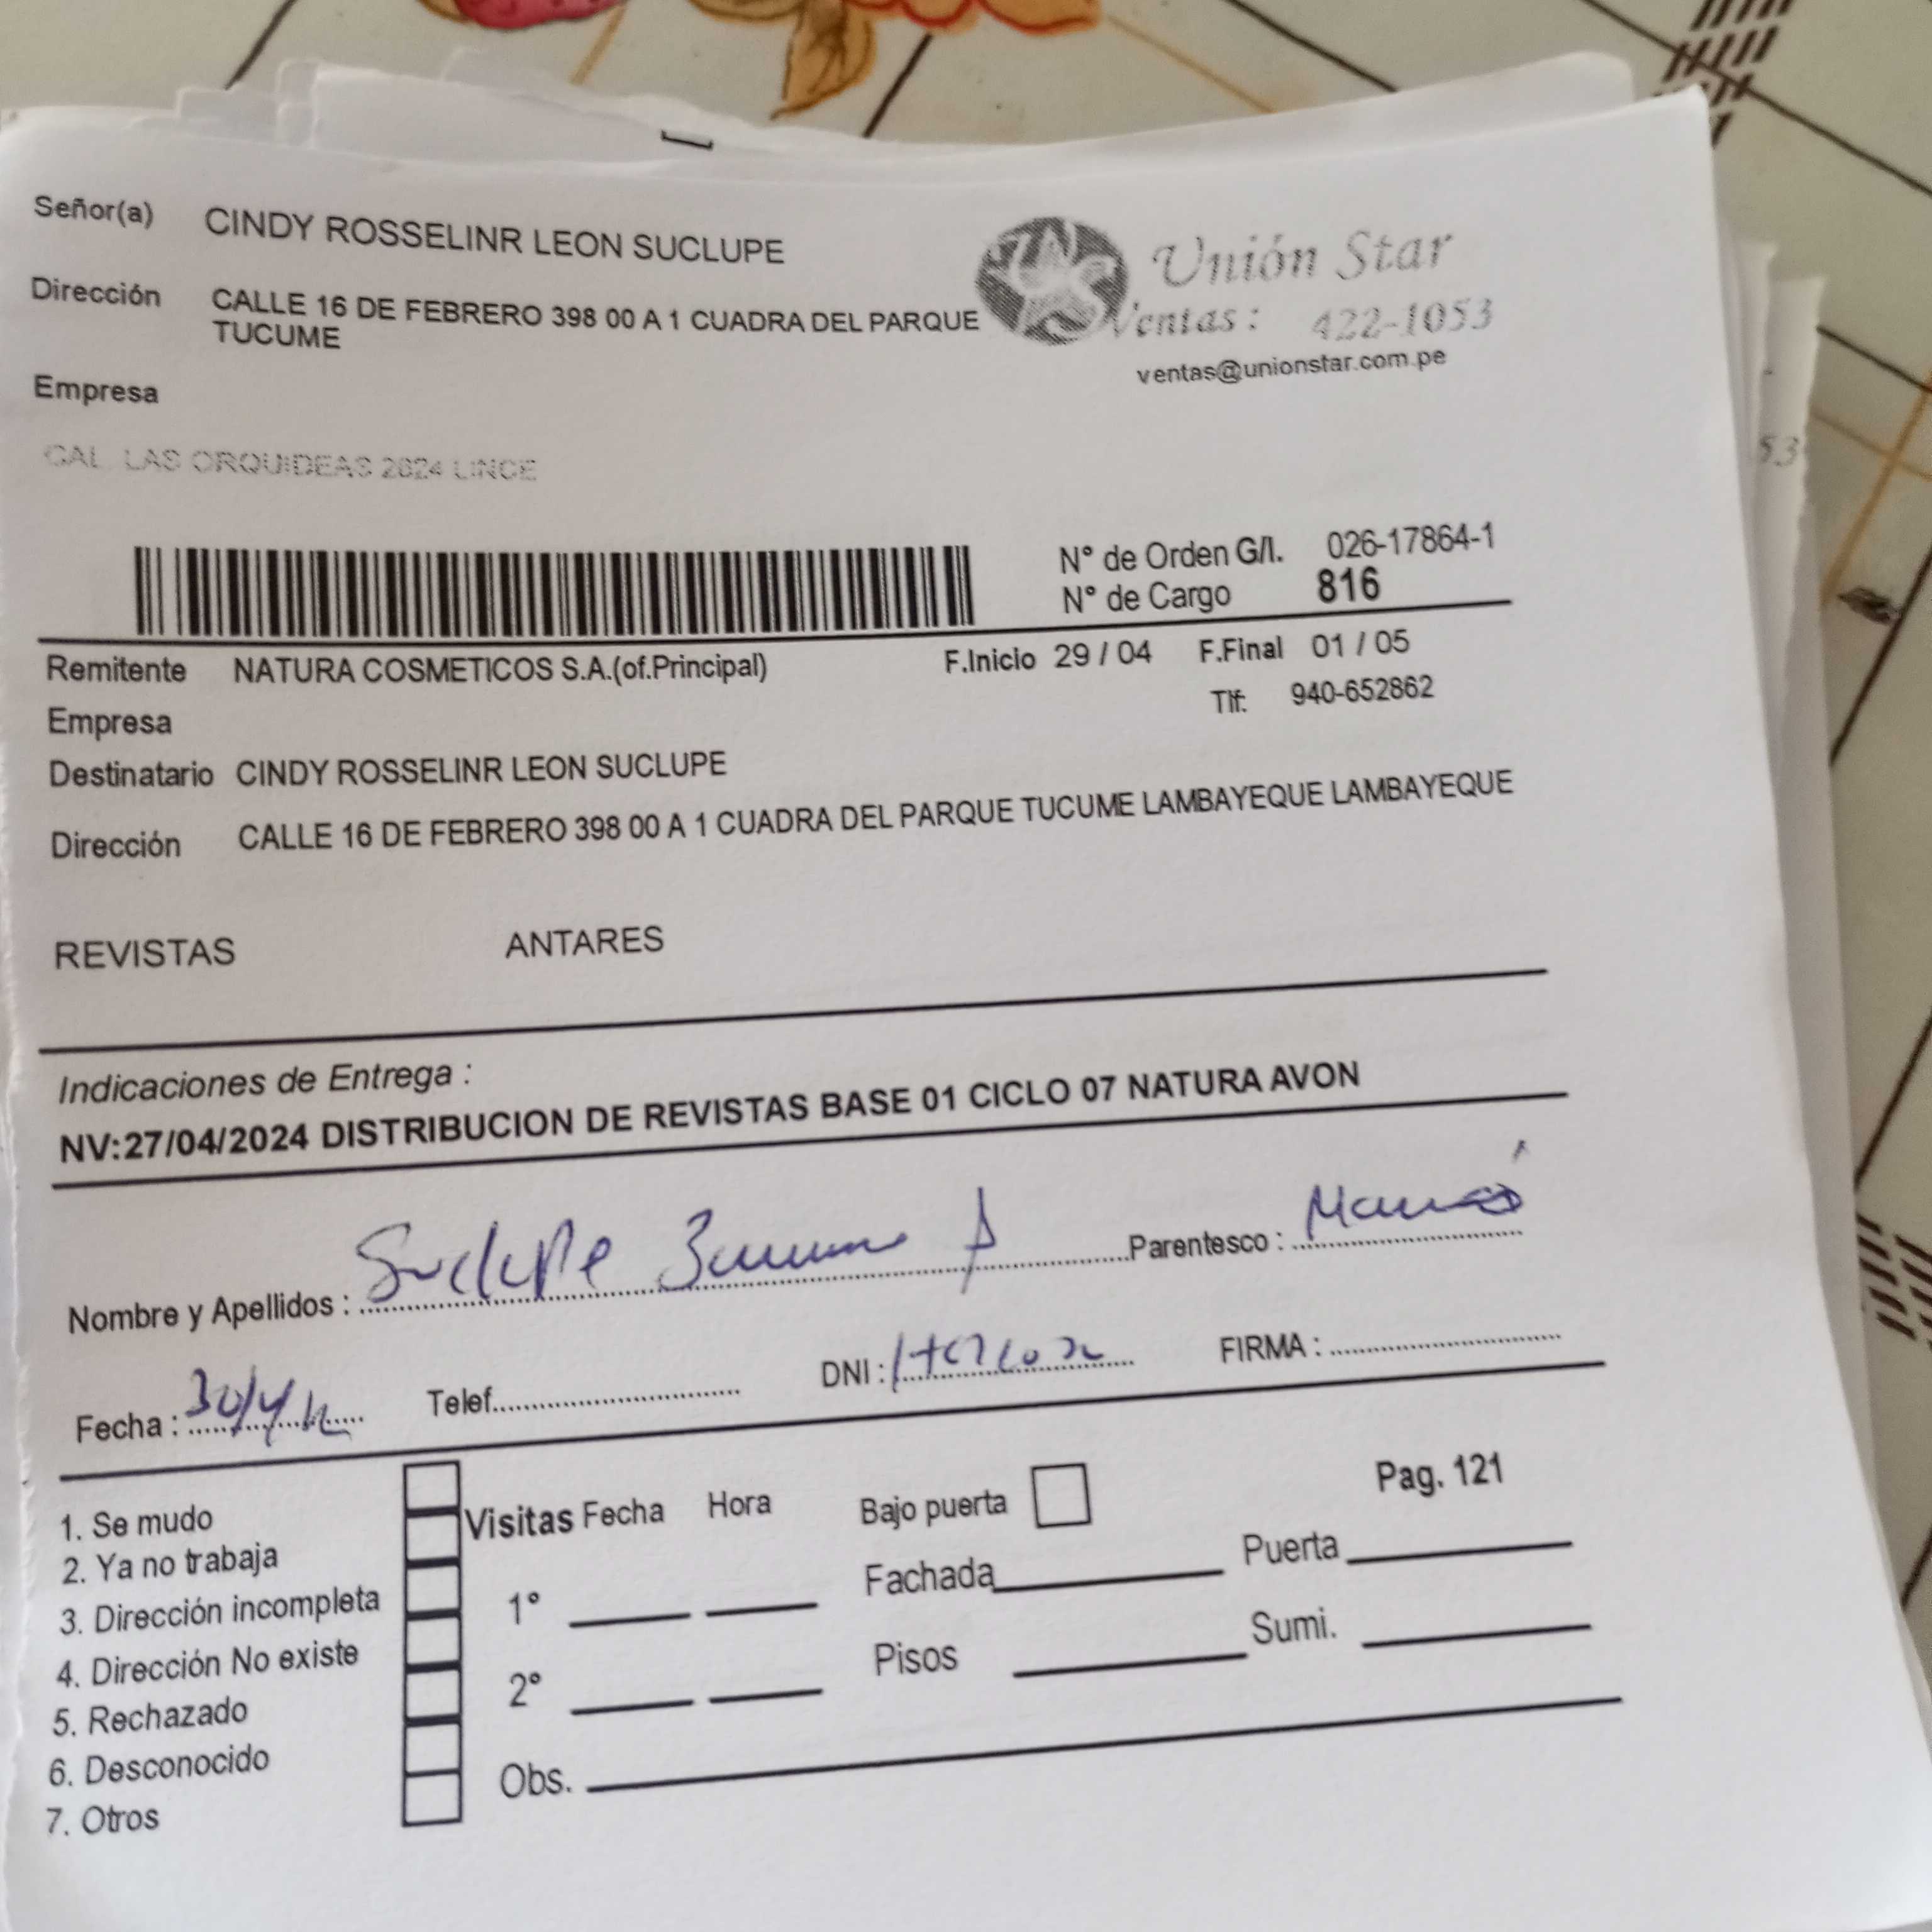 Señor(a) CINDY ROSSELINR LEON SUCLUPE
Unión Star
Dirección CALLE 16 DE FEBRERO 398 00 A 1 CUADRA DEL PARQUE
TUCUME
Ventas: 422-1053
ventas@unionstar.com.pe
Empresa
CAL. LAS ORQUIDEAS 2624 LINCE
N° de Orden G/I. 026-17864-1
N° de Cargo 816
Remitente NATURA COSMETICOS S.A.(of.Principal) F.Inicio 29 / 04 F.Final 01 / 05
Empresa Tlf: 940-652862
Destinatario CINDY ROSSELINR LEON SUCLUPE
Dirección CALLE 16 DE FEBRERO 398 00 A 1 CUADRA DEL PARQUE TUCUME LAMBAYEQUE LAMBAYEQUE
REVISTAS ANTARES
Indicaciones de Entrega :
NV:27/04/2024 DISTRIBUCION DE REVISTAS BASE 01 CICLO 07 NATURA AVON
Nombre y Apellidos : Suclupe Parentesco : Mamá
Fecha : 30/4 Telef. DNI : FIRMA :
Pag. 121
1. Se mudo
2. Ya no trabaja
3. Dirección incompleta
4. Dirección No existe
5. Rechazado
6. Desconocido
7. Otros
Visitas Fecha Hora
1°
2°
Bajo puerta
Fachada Puerta
Pisos Sumi.
Obs.
53